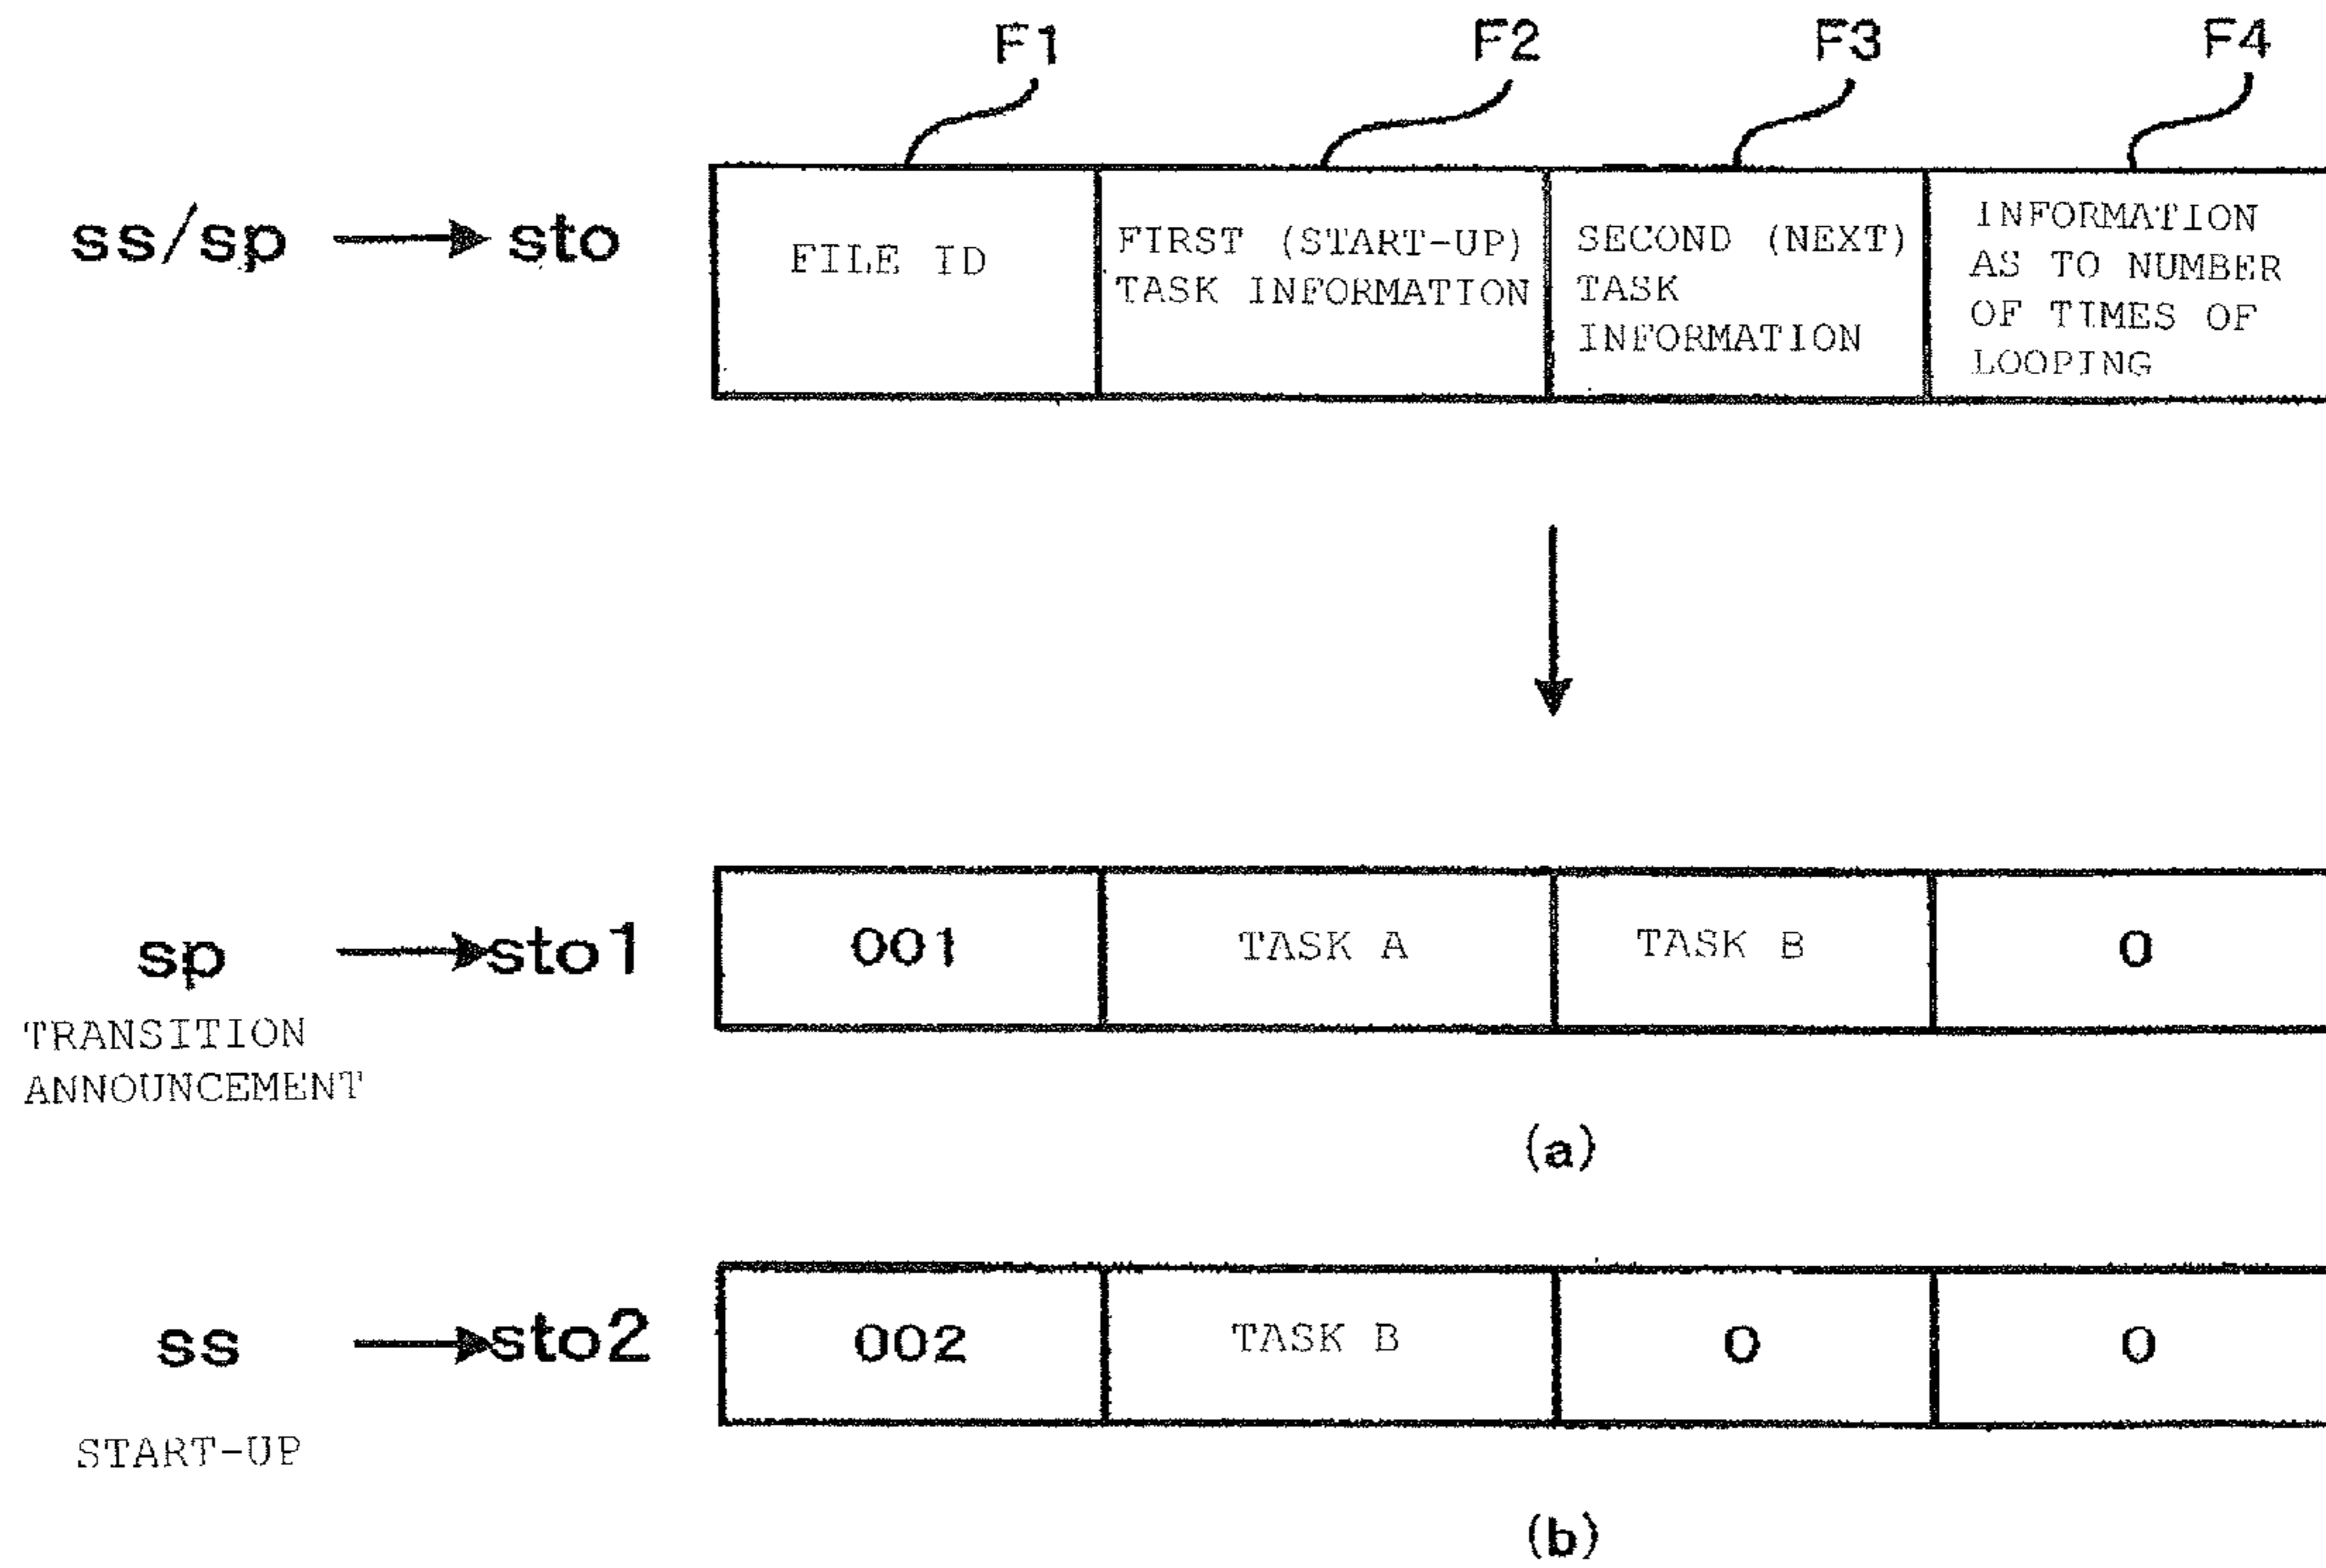 F1 F2 F3 F4
ss/sp sto
FILE ID
FIRST (START-UP)
TASK INFORMATION
SECOND (NEXT)
TASK
INFORMATION
INFORMATION
AS TO NUMBER
OF TIMES OF
LOOPING
sp sto1 001 TASK A TASK B 0
TRANSITION
ANNOUNCEMENT
(a)
ss sto2 002 TASK B 0 0
START-UP
(b)